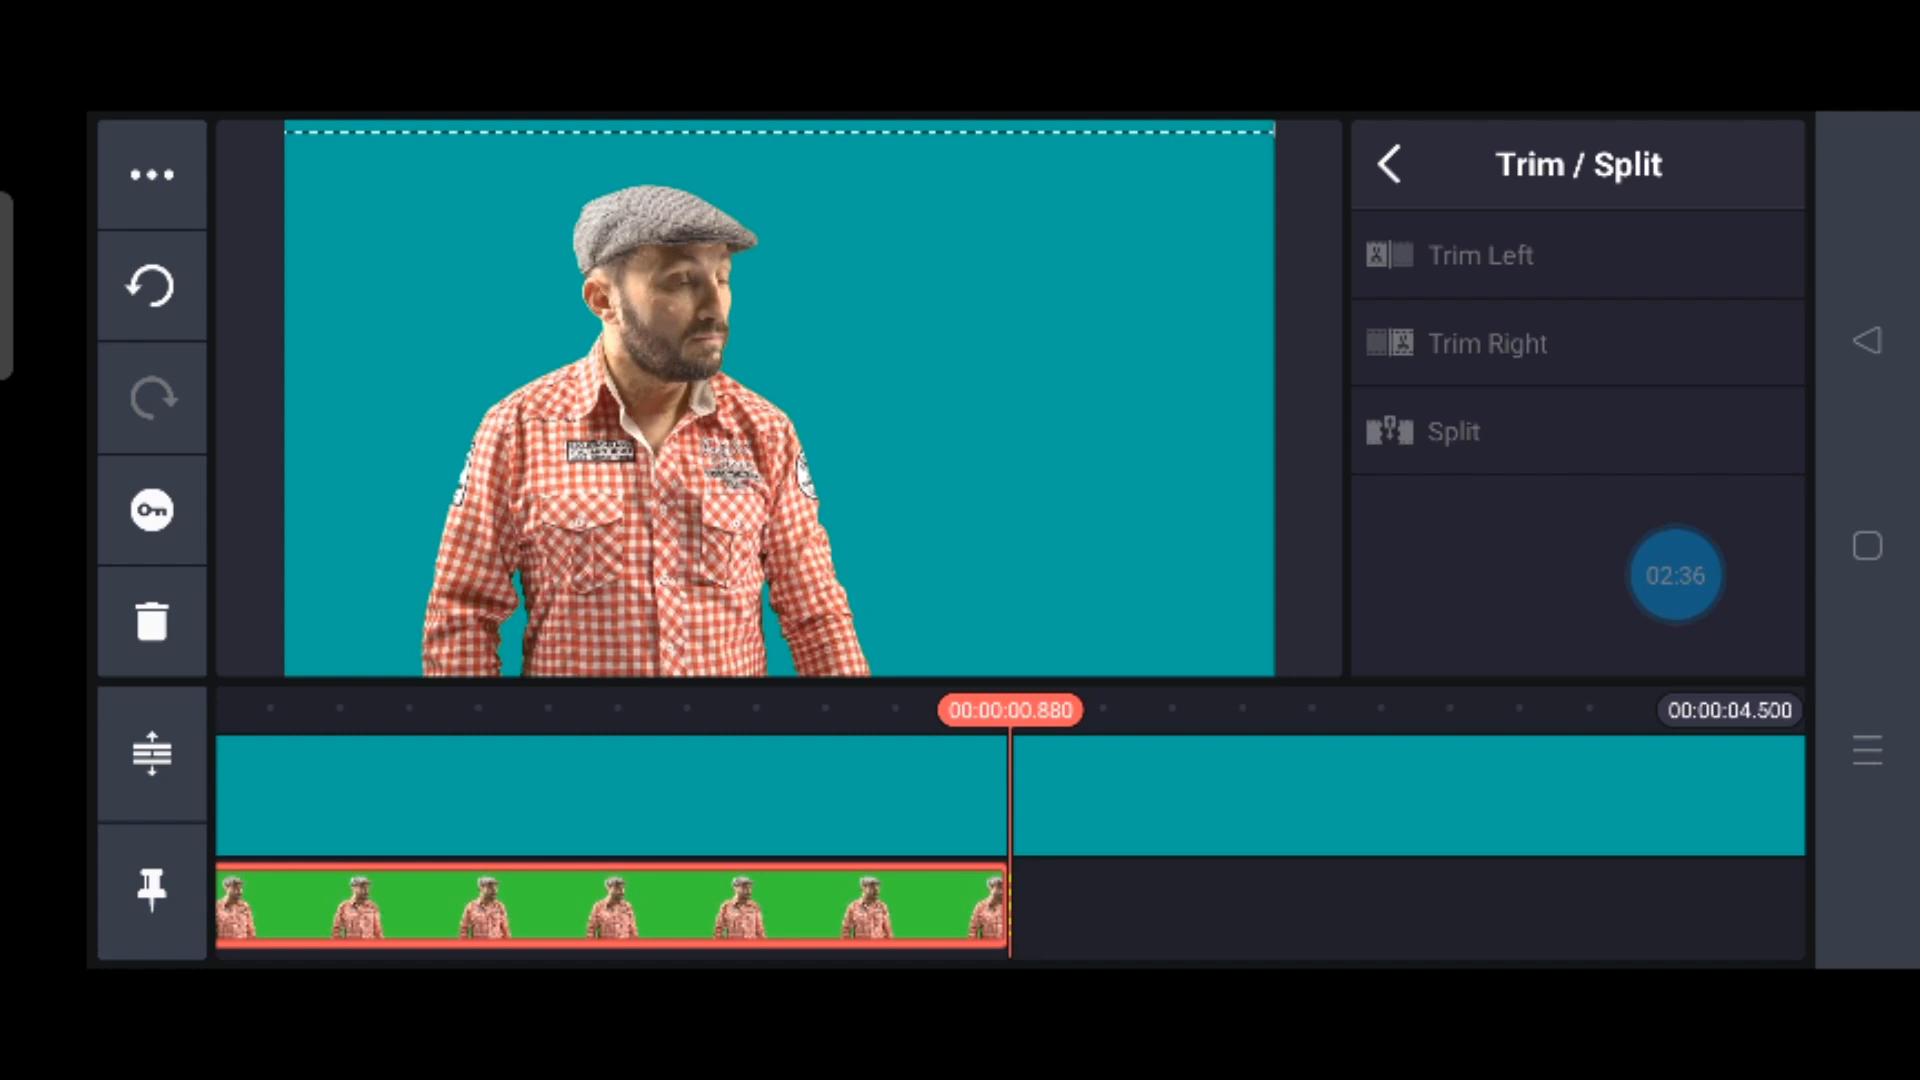 Trim / Split
Trim Left
Trim Right
Split
02:36
00:00:00.880
00:00:04.500